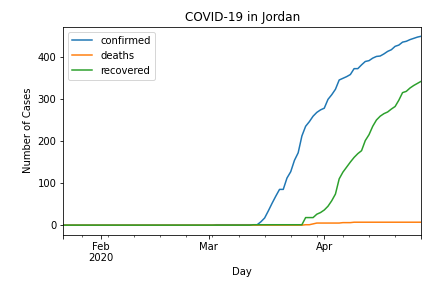 COVID-19 in Jordan
confirmed
deaths
recovered
400
300
200
100
0
Number of Cases
Feb
2020
Mar
Apr
Day